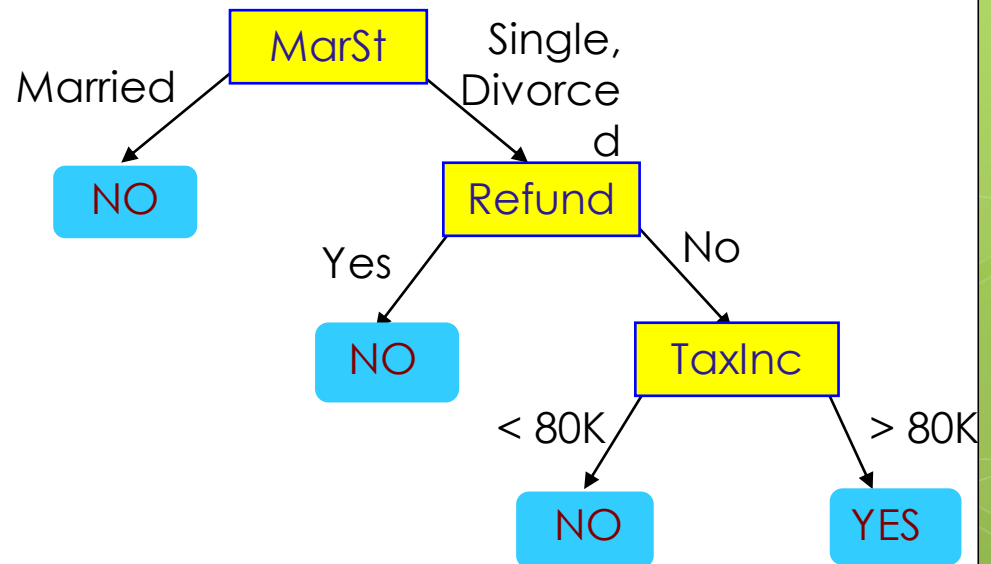 MarSt
Single,
Married
Divorce
d
NO
Refund
Yes
No
NO
TaxInc
< 80K
> 80K
NO
YES